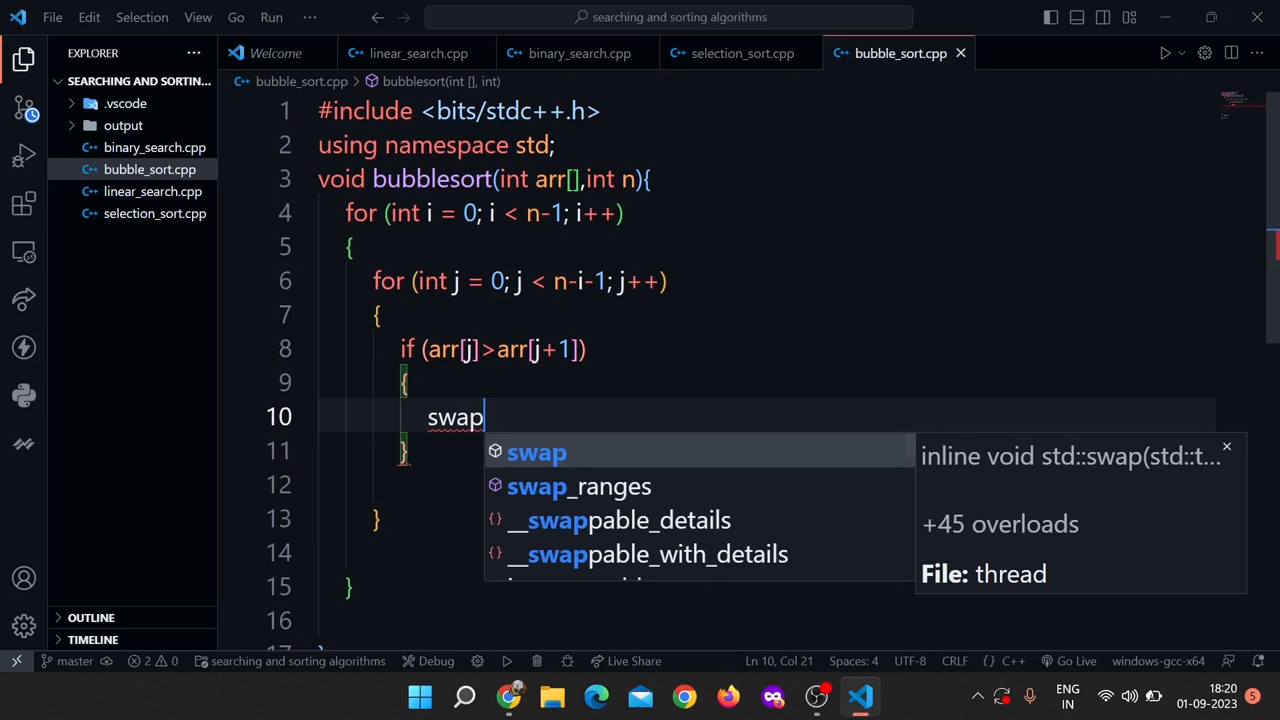 File Edit Selection View Go Run ··· searching and sorting algorithms
EXPLORER ···
Welcome linear_search.cpp binary_search.cpp selection_sort.cpp bubble_sort.cpp
SEARCHING AND SORTIN...
.vscode
output
binary_search.cpp
bubble_sort.cpp
linear_search.cpp
selection_sort.cpp
OUTLINE
TIMELINE
bubble_sort.cpp > bubblesort(int [], int)
1 #include <bits/stdc++.h>
2 using namespace std;
3 void bubblesort(int arr[],int n){
4 for (int i = 0; i < n-1; i++)
5 {
6 for (int j = 0; j < n-i-1; j++)
7 {
8 if (arr[j]>arr[j+1])
9 {
10 swap
11 }
12
13 }
14
15 }
16
swap
swap_ranges
__swappable_details
__swappable_with_details
inline void std::swap(std::t...
+45 overloads
File: thread
master 2 0 searching and sorting algorithms Debug Live Share Ln 10, Col 21 Spaces: 4 UTF-8 CRLF {} C++ Go Live windows-gcc-x64
ENG
IN
18:20
01-09-2023
5